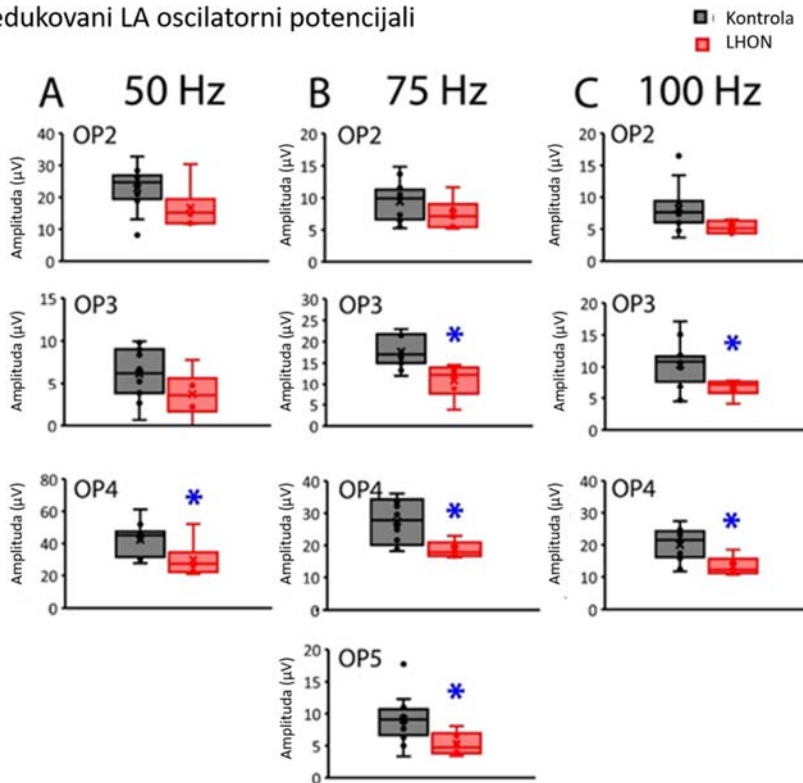 edukovani LA oscilatorni potencijali
Kontrola
LHON
A 50 Hz B 75 Hz C 100 Hz
OP2 OP2 OP2
Amplituda (µV) Amplituda (µV) Amplituda (µV)
40 30 20 10 0
20 15 10 5 0
20 15 10 5 0
OP3 OP3 OP3
Amplituda (µV) Amplituda (µV) Amplituda (µV)
15 10 5 0
30 25 20 15 10 5 0
20 15 10 5 0
OP4 OP4 OP4
Amplituda (µV) Amplituda (µV) Amplituda (µV)
80 60 40 20 0
40 30 20 10 0
40 30 20 10 0
OP5
Amplituda (µV)
20 15 10 5 0